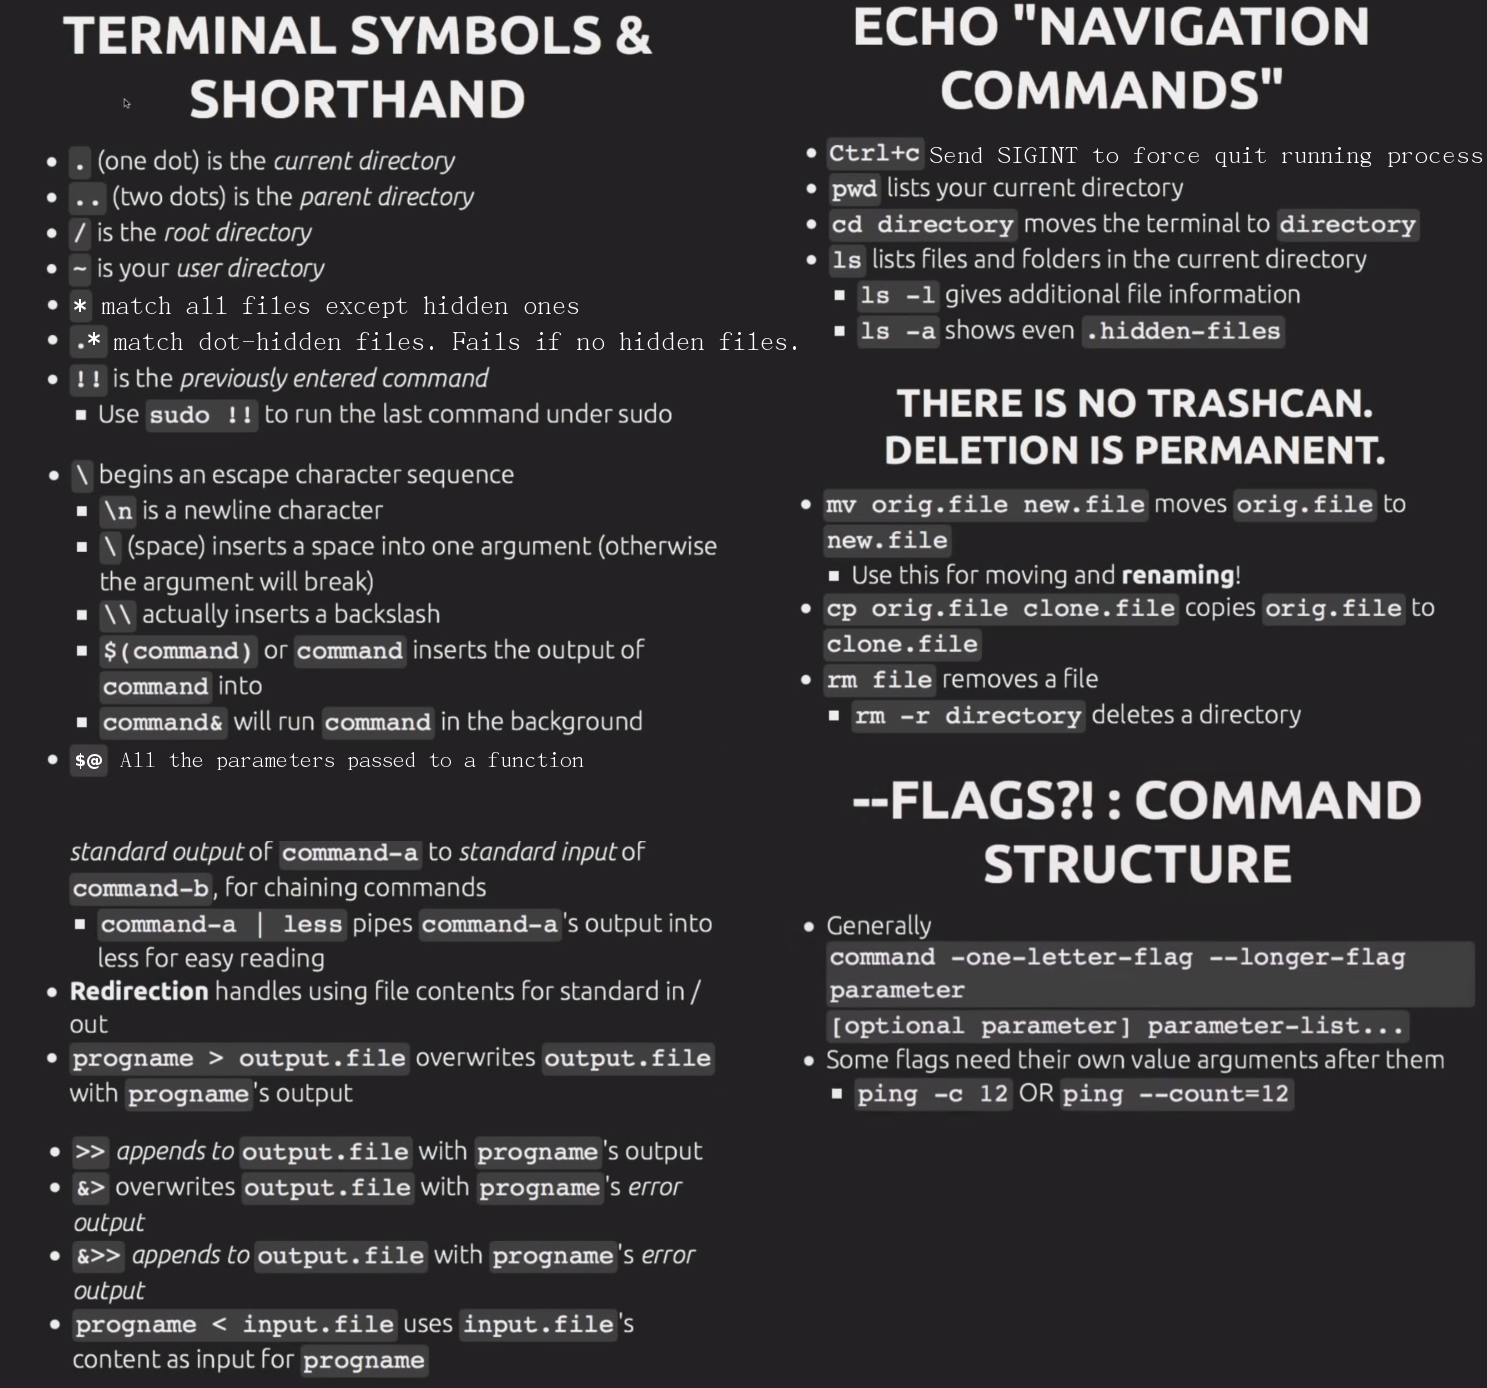 TERMINAL SYMBOLS &
SHORTHAND
. (one dot) is the current directory
.. (two dots) is the parent directory
/ is the root directory
~ is your user directory
* match all files except hidden ones
.* match dot-hidden files. Fails if no hidden files.
!! is the previously entered command
Use sudo !! to run the last command under sudo
\ begins an escape character sequence
\n is a newline character
\ (space) inserts a space into one argument (otherwise
the argument will break)
\\ actually inserts a backslash
$(command) or command inserts the output of
command into
command& will run command in the background
$@ All the parameters passed to a function
standard output of command-a to standard input of
command-b, for chaining commands
command-a | less pipes command-a's output into
less for easy reading
Redirection handles using file contents for standard in /
out
progname > output.file overwrites output.file
with progname's output
>> appends to output.file with progname's output
&> overwrites output.file with progname's error
output
&>> appends to output.file with progname's error
output
progname < input.file uses input.file's
content as input for progname
ECHO "NAVIGATION
COMMANDS"
Ctrl+c Send SIGINT to force quit running process
pwd lists your current directory
cd directory moves the terminal to directory
ls lists files and folders in the current directory
ls -l gives additional file information
ls -a shows even .hidden-files
THERE IS NO TRASHCAN.
DELETION IS PERMANENT.
mv orig.file new.file moves orig.file to
new.file
Use this for moving and renaming!
cp orig.file clone.file copies orig.file to
clone.file
rm file removes a file
rm -r directory deletes a directory
--FLAGS?! : COMMAND
STRUCTURE
Generally
command -one-letter-flag --longer-flag
parameter
[optional parameter] parameter-list...
Some flags need their own value arguments after them
ping -c 12 OR ping --count=12